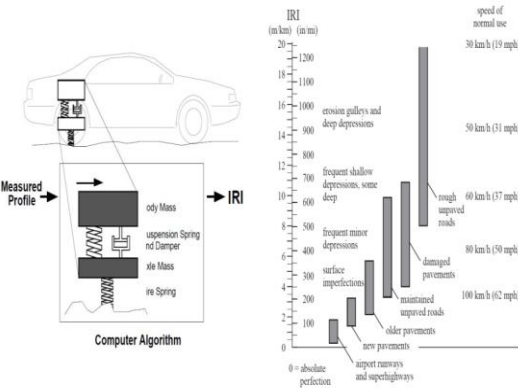 Measured
Profile
IRI
ody Mass
uspension Spring
nd Damper
xle Mass
ire Spring
Computer Algorithm
IRI
(m/km) (in/mi)
speed of
normal use
20
18
16
14
12
10
8
6
4
2
0
1200
1100
1000
900
800
700
600
500
400
300
200
100
erosion gulleys and
deep depressions
frequent shallow
depressions, some
deep
frequent minor
depressions
surface
imperfections
0 = absolute
perfection
airport runways
and superhighways
new pavements
older pavements
maintained
unpaved roads
damaged
pavements
rough
unpaved
roads
30 km/h (19 mph)
50 km/h (31 mph)
60 km/h (37 mph)
80 km/h (50 mph)
100 km/h (62 mph)